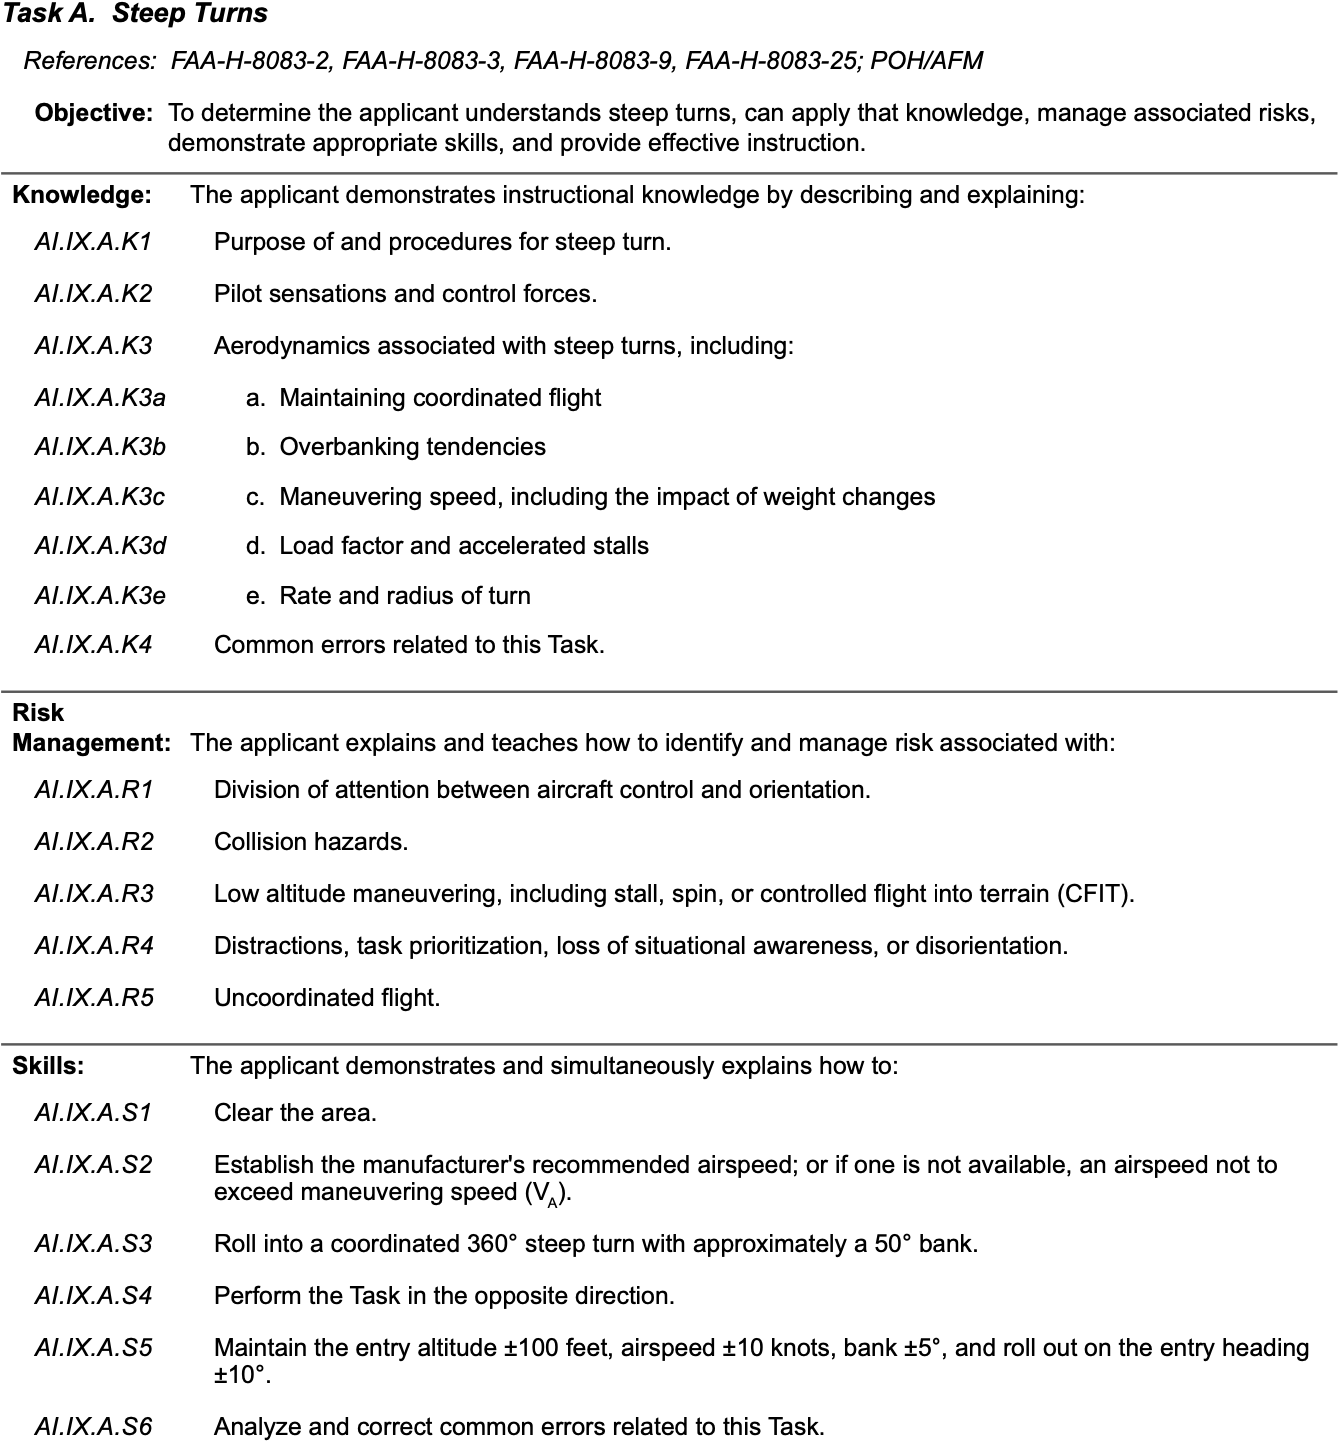 Task A. Steep Turns
References: FAA-H-8083-2, FAA-H-8083-3, FAA-H-8083-9, FAA-H-8083-25; POH/AFM
Objective: To determine the applicant understands steep turns, can apply that knowledge, manage associated risks,
demonstrate appropriate skills, and provide effective instruction.
Knowledge: The applicant demonstrates instructional knowledge by describing and explaining:
AI.IX.A.K1 Purpose of and procedures for steep turn.
AI.IX.A.K2 Pilot sensations and control forces.
AI.IX.A.K3 Aerodynamics associated with steep turns, including:
AI.IX.A.K3a a. Maintaining coordinated flight
AI.IX.A.K3b b. Overbanking tendencies
AI.IX.A.K3c c. Maneuvering speed, including the impact of weight changes
AI.IX.A.K3d d. Load factor and accelerated stalls
AI.IX.A.K3e e. Rate and radius of turn
AI.IX.A.K4 Common errors related to this Task.
Risk
Management: The applicant explains and teaches how to identify and manage risk associated with:
AI.IX.A.R1 Division of attention between aircraft control and orientation.
AI.IX.A.R2 Collision hazards.
AI.IX.A.R3 Low altitude maneuvering, including stall, spin, or controlled flight into terrain (CFIT).
AI.IX.A.R4 Distractions, task prioritization, loss of situational awareness, or disorientation.
AI.IX.A.R5 Uncoordinated flight.
Skills: The applicant demonstrates and simultaneously explains how to:
AI.IX.A.S1 Clear the area.
AI.IX.A.S2 Establish the manufacturer's recommended airspeed; or if one is not available, an airspeed not to
exceed maneuvering speed (VA).
AI.IX.A.S3 Roll into a coordinated 360° steep turn with approximately a 50° bank.
AI.IX.A.S4 Perform the Task in the opposite direction.
AI.IX.A.S5 Maintain the entry altitude ±100 feet, airspeed ±10 knots, bank ±5°, and roll out on the entry heading
±10°.
AI.IX.A.S6 Analyze and correct common errors related to this Task.